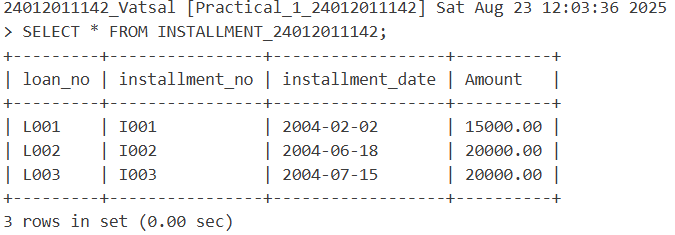 24012011142_Vatsal [Practical_1_24012011142] Sat Aug 23 12:03:36 2025
> SELECT * FROM INSTALLMENT_24012011142;
+---------+----------------+------------------+----------+
| loan_no | installment_no | installment_date | Amount   |
+---------+----------------+------------------+----------+
| L001    | I001           | 2004-02-02       | 15000.00 |
| L002    | I002           | 2004-06-18       | 20000.00 |
| L003    | I003           | 2004-07-15       | 20000.00 |
+---------+----------------+------------------+----------+
3 rows in set (0.00 sec)